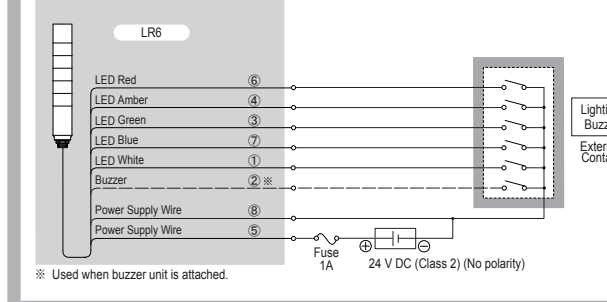 LR6
LED Red ⑥
LED Amber ④
LED Green ③
LED Blue ⑦
LED White ①
Buzzer ②※
Power Supply Wire ⑧
Power Supply Wire ⑤
Fuse
1A
⊕ ⊖
24 V DC (Class 2) (No polarity)
※ Used when buzzer unit is attached.